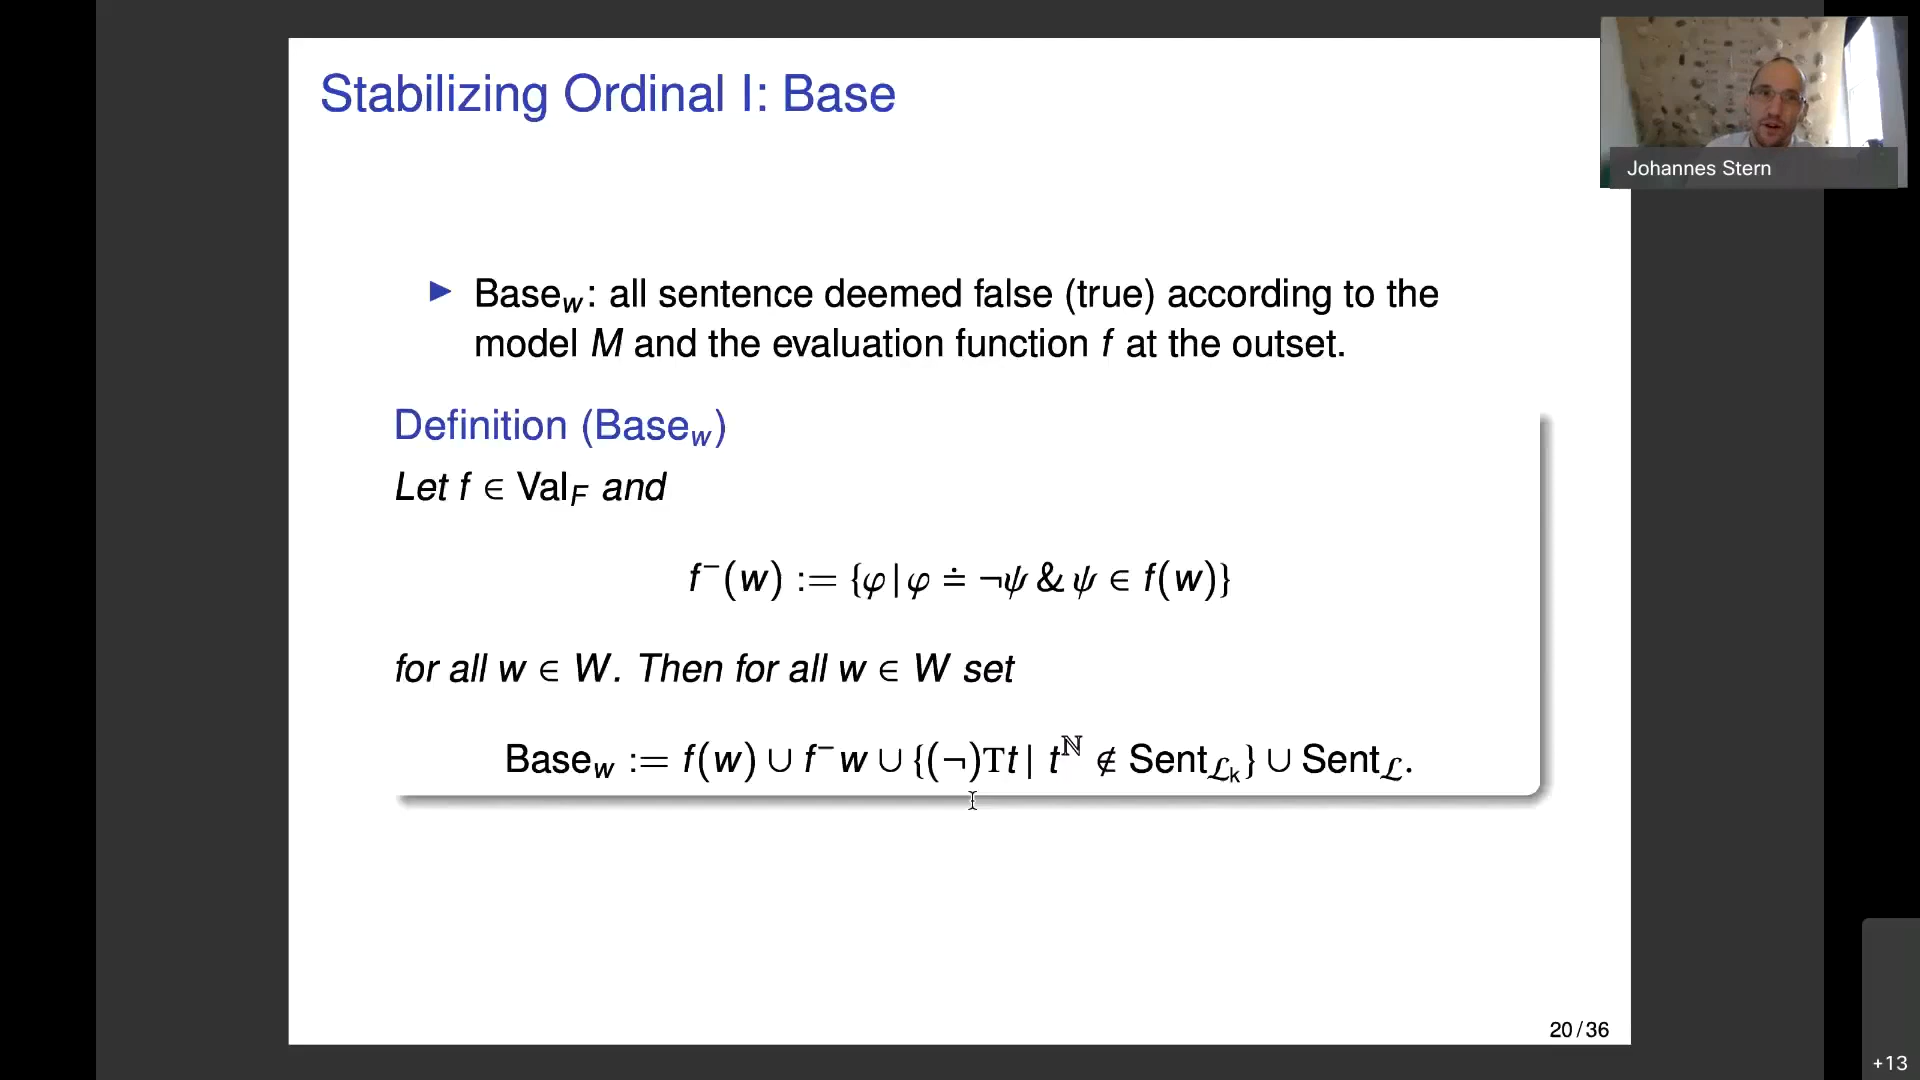 Stabilizing Ordinal I: Base
Johannes Stern
▶ Base_w: all sentence deemed false (true) according to the
model M and the evaluation function f at the outset.
Definition (Base_w)
Let f ∈ Val_F and
f⁻(w) := {φ | φ ≐ ¬ψ & ψ ∈ f(w)}
for all w ∈ W. Then for all w ∈ W set
Base_w := f(w) ∪ f⁻w ∪ {(¬)Tt | t^ℕ ∉ Sent_{ℒ_k}} ∪ Sent_ℒ.
20 / 36
+13